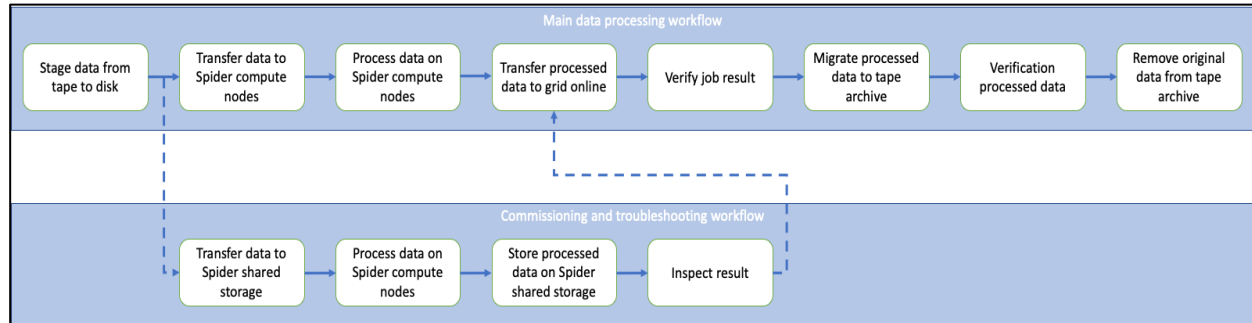 Main data processing workflow
Stage data from
tape to disk
Transfer data to
Spider compute
nodes
Process data on
Spider compute
nodes
Transfer processed
data to grid online
Verify job result
Migrate processed
data to tape
archive
Verification
processed data
Remove original
data from tape
archive
Commissioning and troubleshooting workflow
Transfer data to
Spider shared
storage
Process data on
Spider compute
nodes
Store processed
data on Spider
shared storage
Inspect result